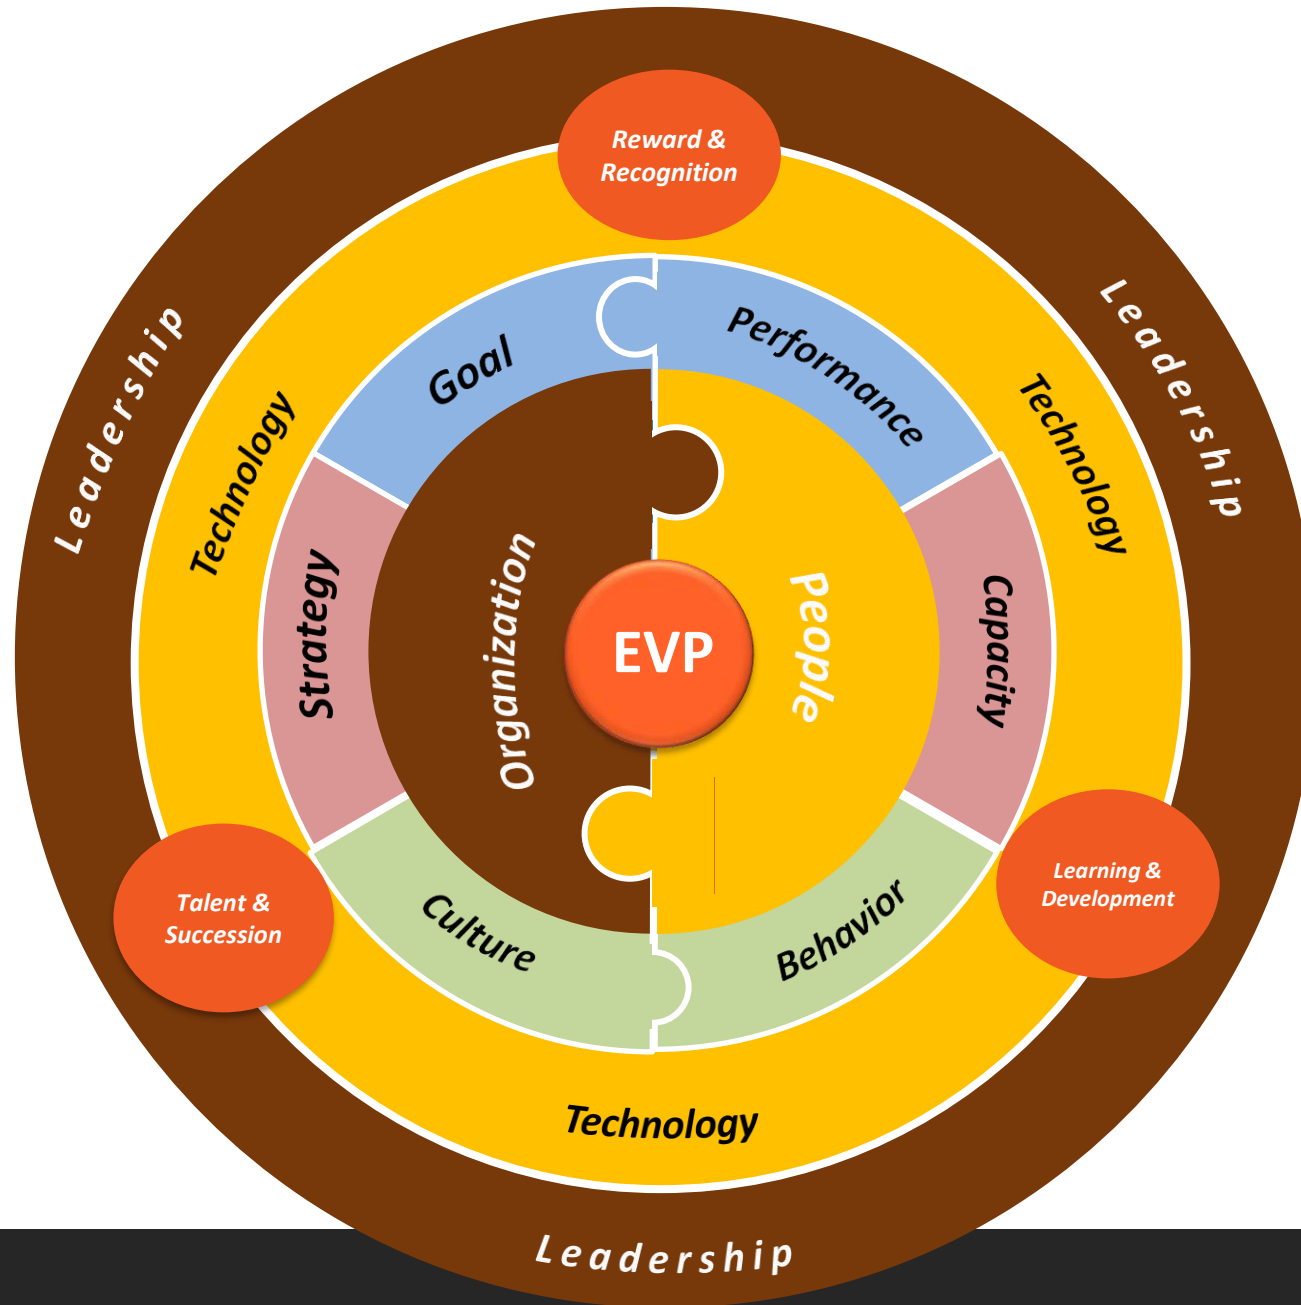 Reward &
Recognition
Leadership
Leadership
Technology
Technology
Goal
Performance
Strategy
Capacity
Organization
EVP
People
Talent &
Succession
Learning &
Development
Culture
Behavior
Technology
Leadership